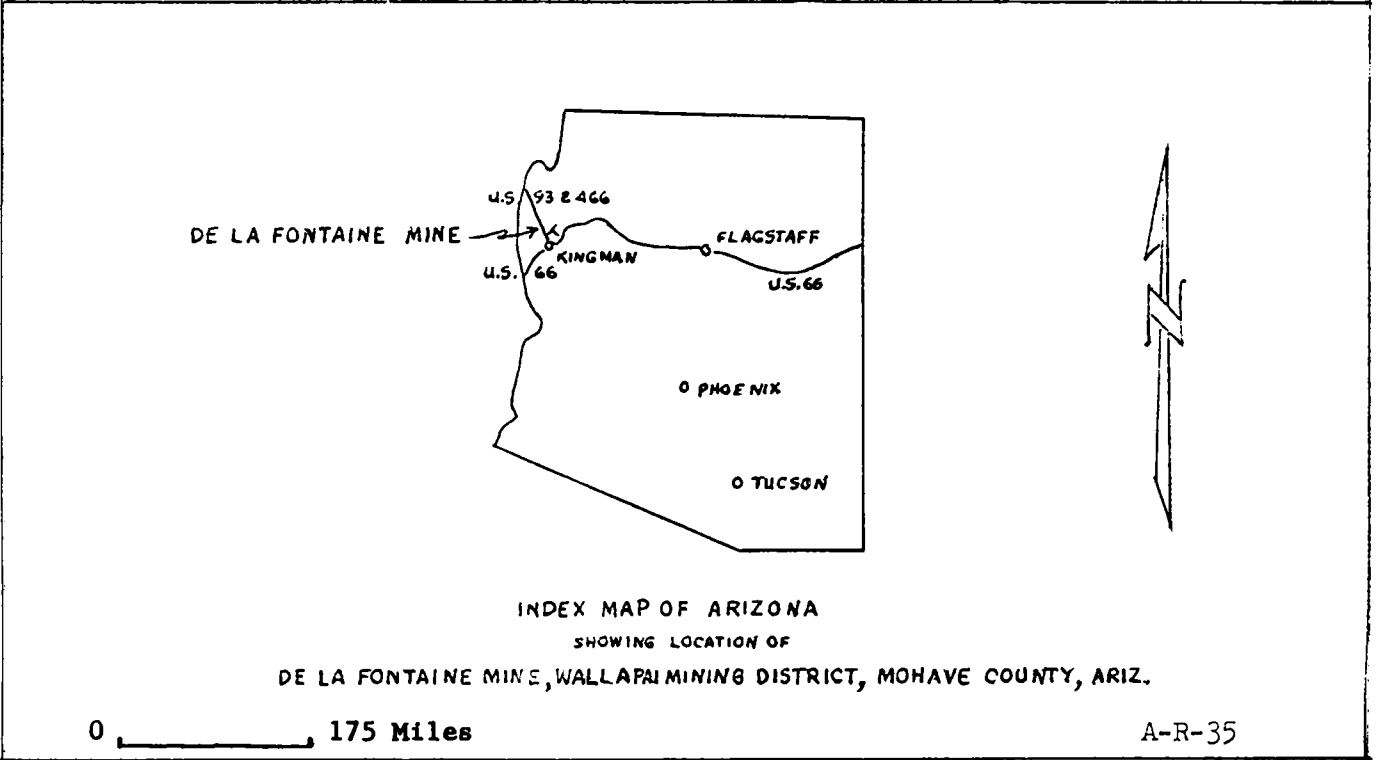 U.S. 93 & 466
DE LA FONTAINE MINE
FLAGSTAFF
KINGMAN
U.S. 66
U.S. 66
PHOENIX
TUCSON
N
INDEX MAP OF ARIZONA
SHOWING LOCATION OF
DE LA FONTAINE MINE, WALLAPAI MINING DISTRICT, MOHAVE COUNTY, ARIZ.
0 175 Miles
A-R-35